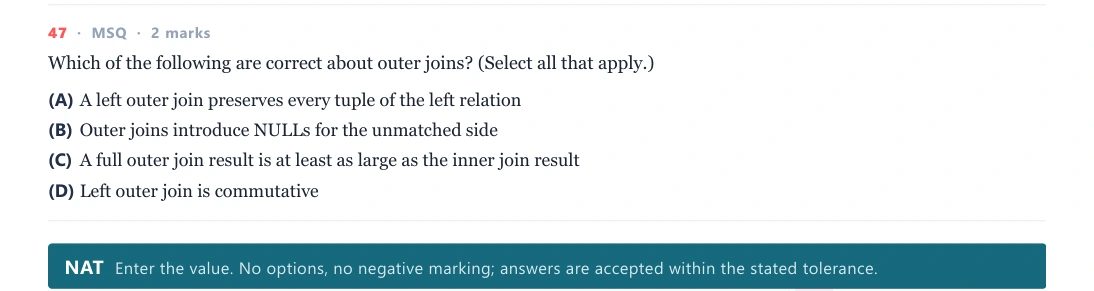 47 · MSQ · 2 marks
Which of the following are correct about outer joins? (Select all that apply.)
(A) A left outer join preserves every tuple of the left relation
(B) Outer joins introduce NULLs for the unmatched side
(C) A full outer join result is at least as large as the inner join result
(D) Left outer join is commutative
NAT Enter the value. No options, no negative marking; answers are accepted within the stated tolerance.